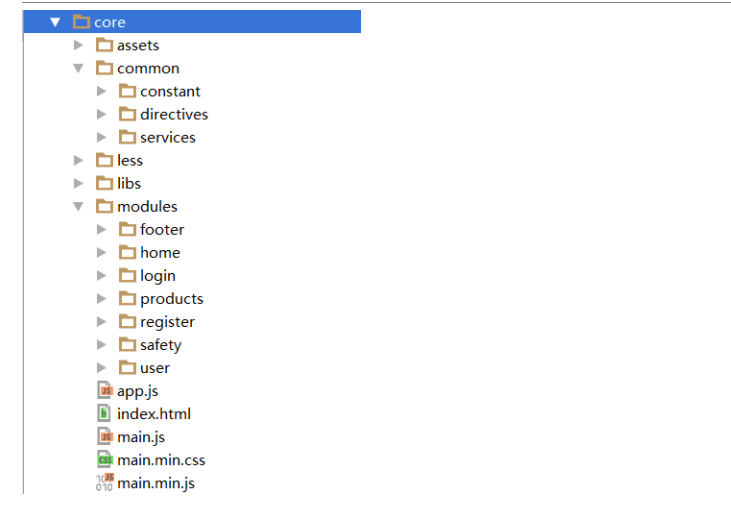 core
assets
common
constant
directives
services
less
libs
modules
footer
home
login
products
register
safety
user
app.js
index.html
main.js
main.min.css
main.min.js